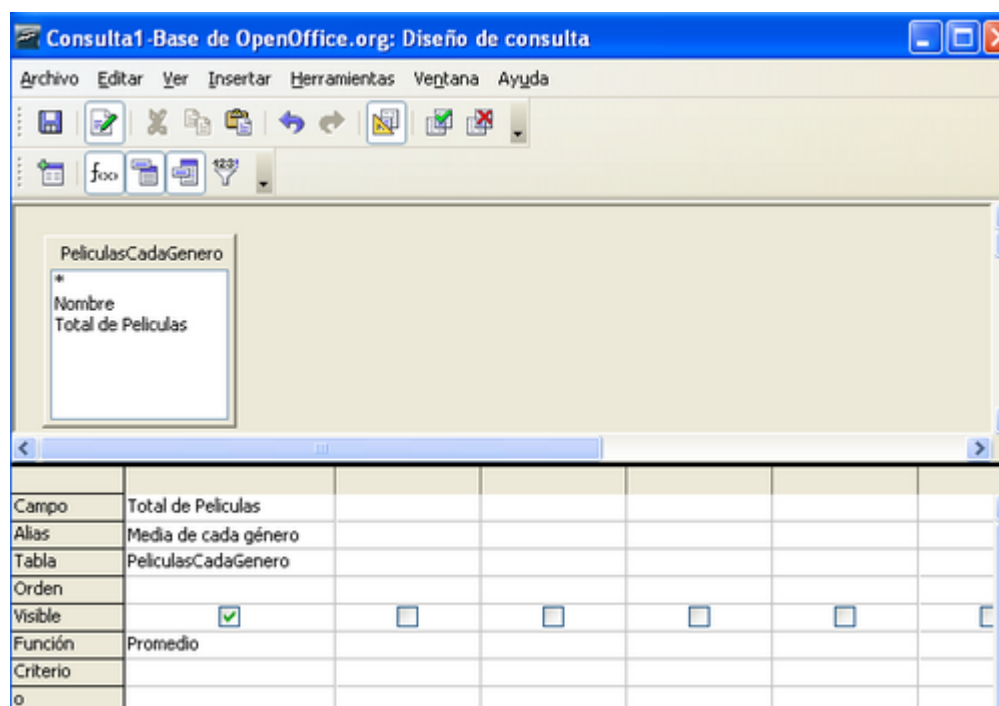 Consulta1-Base de OpenOffice.org: Diseño de consulta
Archivo Editar Ver Insertar Herramientas Ventana Ayuda
f(x)
123!
PeliculasCadaGenero
*
Nombre
Total de Peliculas
Campo Total de Peliculas
Alias Media de cada género
Tabla PeliculasCadaGenero
Orden
Visible
Función Promedio
Criterio
o